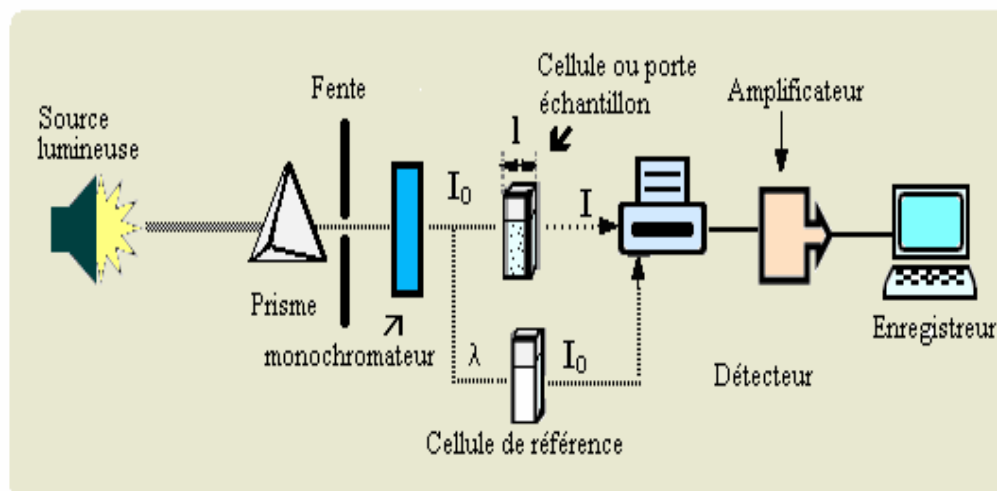 Source
lumineuse
Fente
Cellule ou porte
échantillon
Amplificateur
l
I₀
I
Prisme
monochromateur
λ
I₀
Cellule de référence
Détecteur
Enregistreur